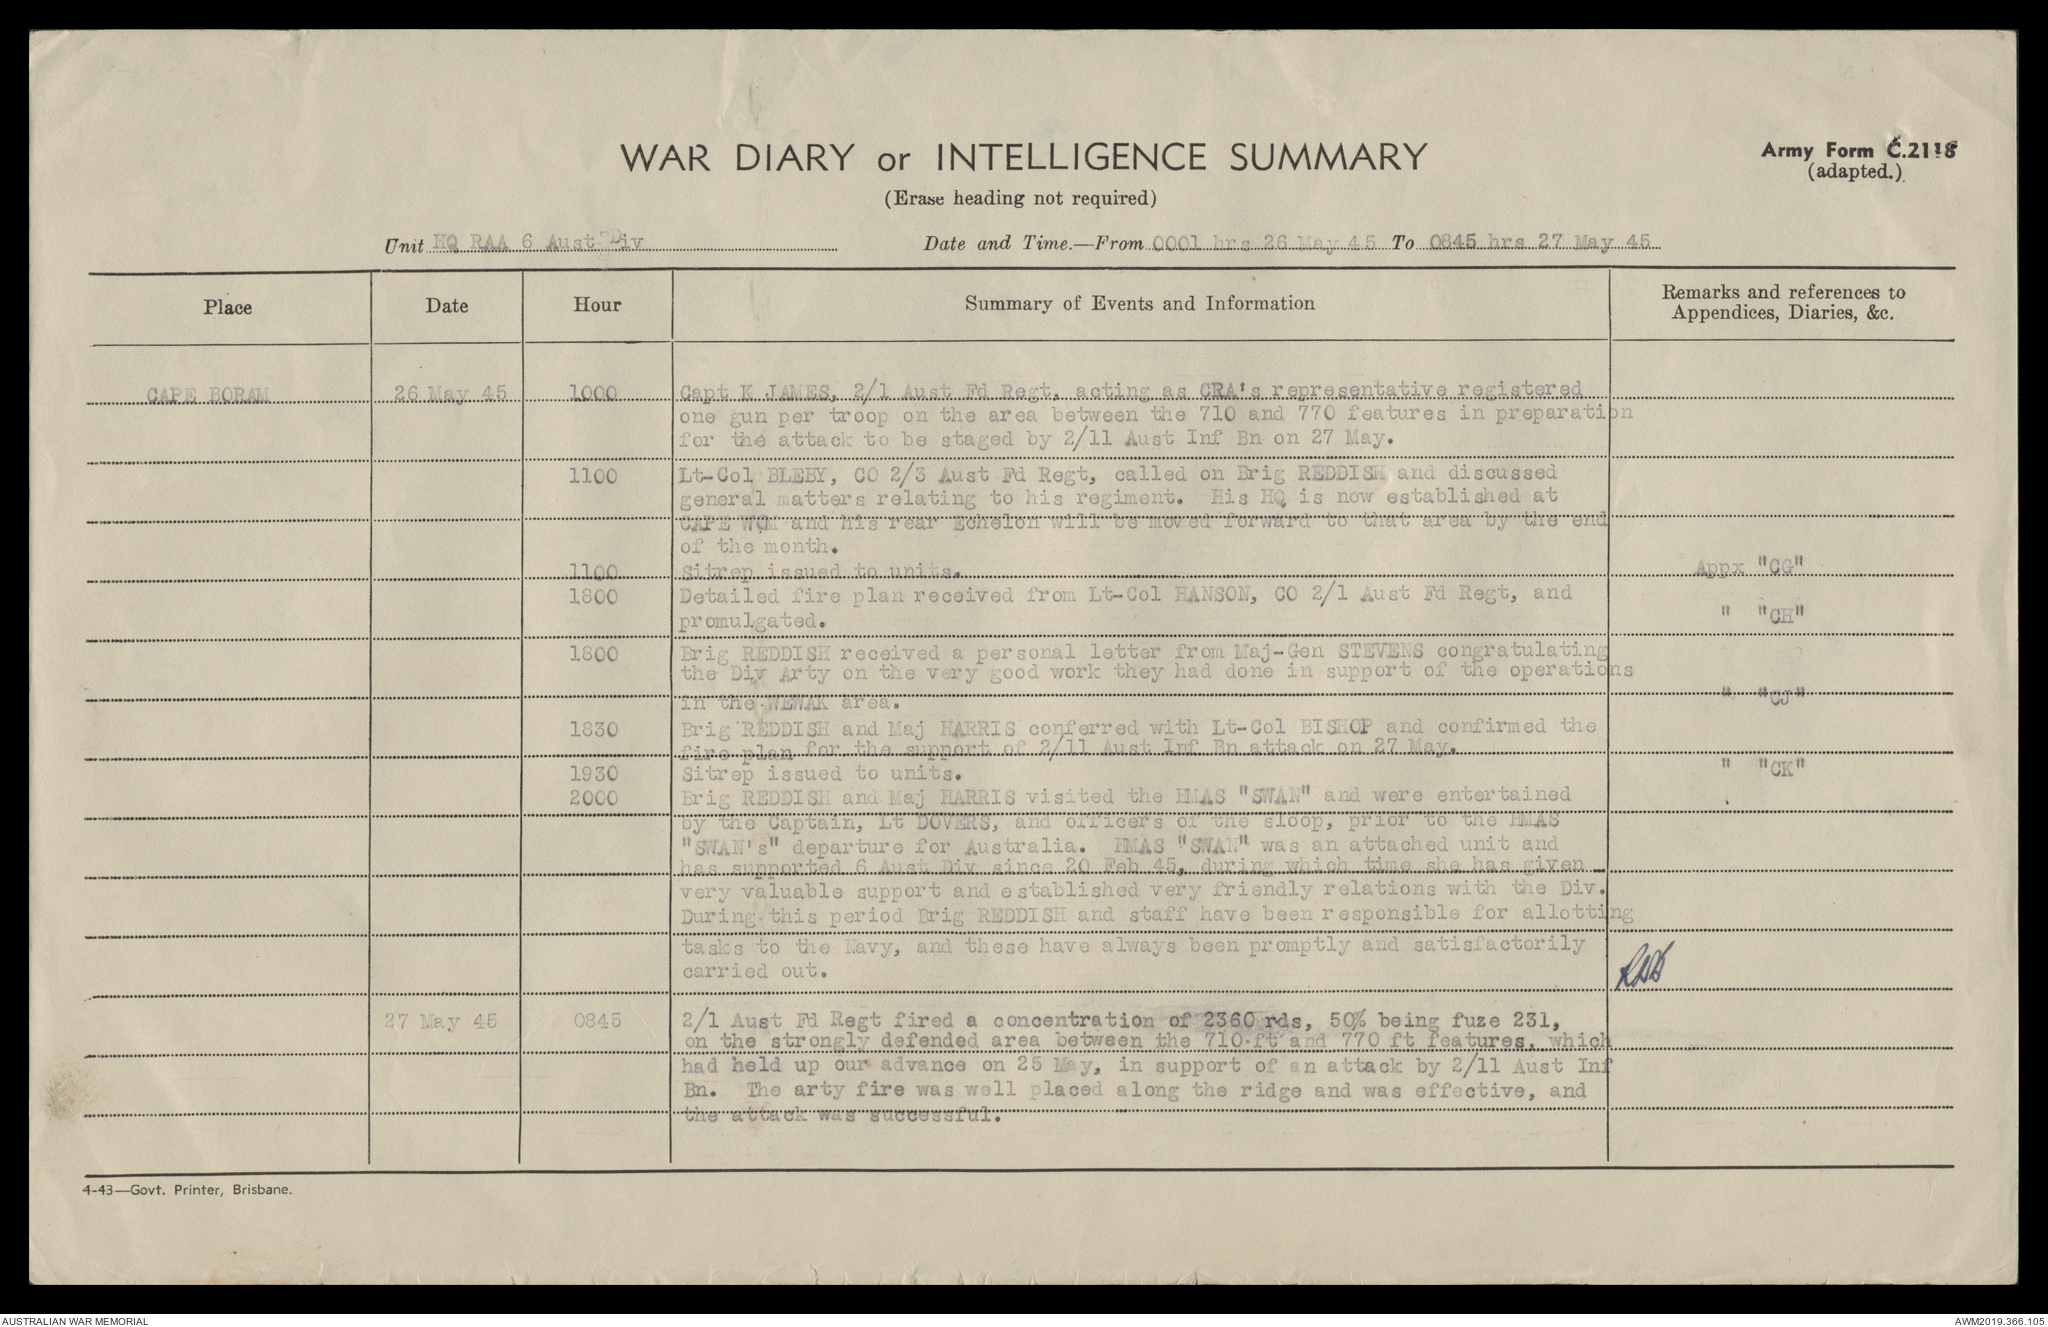 WAR DIARY or INTELLIGENCE SUMMARY
Army Form C.2118
(adapted.)
(Erase heading not required)
Unit HQ RAA 6 Aust Div Date and Time.—From 0001 hrs 26 May 45 To 0845 hrs 27 May 45
Place Date Hour Summary of Events and Information Remarks and references to
Appendices, Diaries, &c.
CAPE BORAM 26 May 45 1000 Capt K JAMES, 2/1 Aust Fd Regt, acting as CRA's representative registered
one gun per troop on the area between the 710 and 770 features in preparation
for the attack to be staged by 2/11 Aust Inf Bn on 27 May.
1100 Lt-Col BLEBY, CO 2/3 Aust Fd Regt, called on Brig REDDISH and discussed
general matters relating to his regiment. His HQ is now established at
CAPE WOM and his rear Echelon will be moved forward to that area by the end
of the month.
1100 Sitrep issued to units. Appx "CG"
1800 Detailed fire plan received from Lt-Col HANSON, CO 2/1 Aust Fd Regt, and
promulgated. " "CH"
1800 Brig REDDISH received a personal letter from Maj-Gen STEVENS congratulating
the Div Arty on the very good work they had done in support of the operations
in the WEWAK area. " "CJ"
1830 Brig REDDISH and Maj HARRIS conferred with Lt-Col BISHOP and confirmed the
fire plan for the support of 2/11 Aust Inf Bn attack on 27 May.
1930 Sitrep issued to units. " "CK"
2000 Brig REDDISH and Maj HARRIS visited the HMAS "SWAN" and were entertained
by the Captain, Lt DOVERS, and officers of the sloop, prior to the HMAS
"SWAN's" departure for Australia. HMAS "SWAN" was an attached unit and
has supported 6 Aust Div since 20 Feb 45, during which time she has given
very valuable support and established very friendly relations with the Div.
During this period Brig REDDISH and staff have been responsible for allotting
tasks to the Navy, and these have always been promptly and satisfactorily
carried out.
27 May 45 0845 2/1 Aust Fd Regt fired a concentration of 2360 rds, 50% being fuze 231,
on the strongly defended area between the 710 ft and 770 ft features, which
had held up our advance on 25 May, in support of an attack by 2/11 Aust Inf
Bn. The arty fire was well placed along the ridge and was effective, and
the attack was successful.
4-43—Govt. Printer, Brisbane.
AUSTRALIAN WAR MEMORIAL
AWM2019.366.105